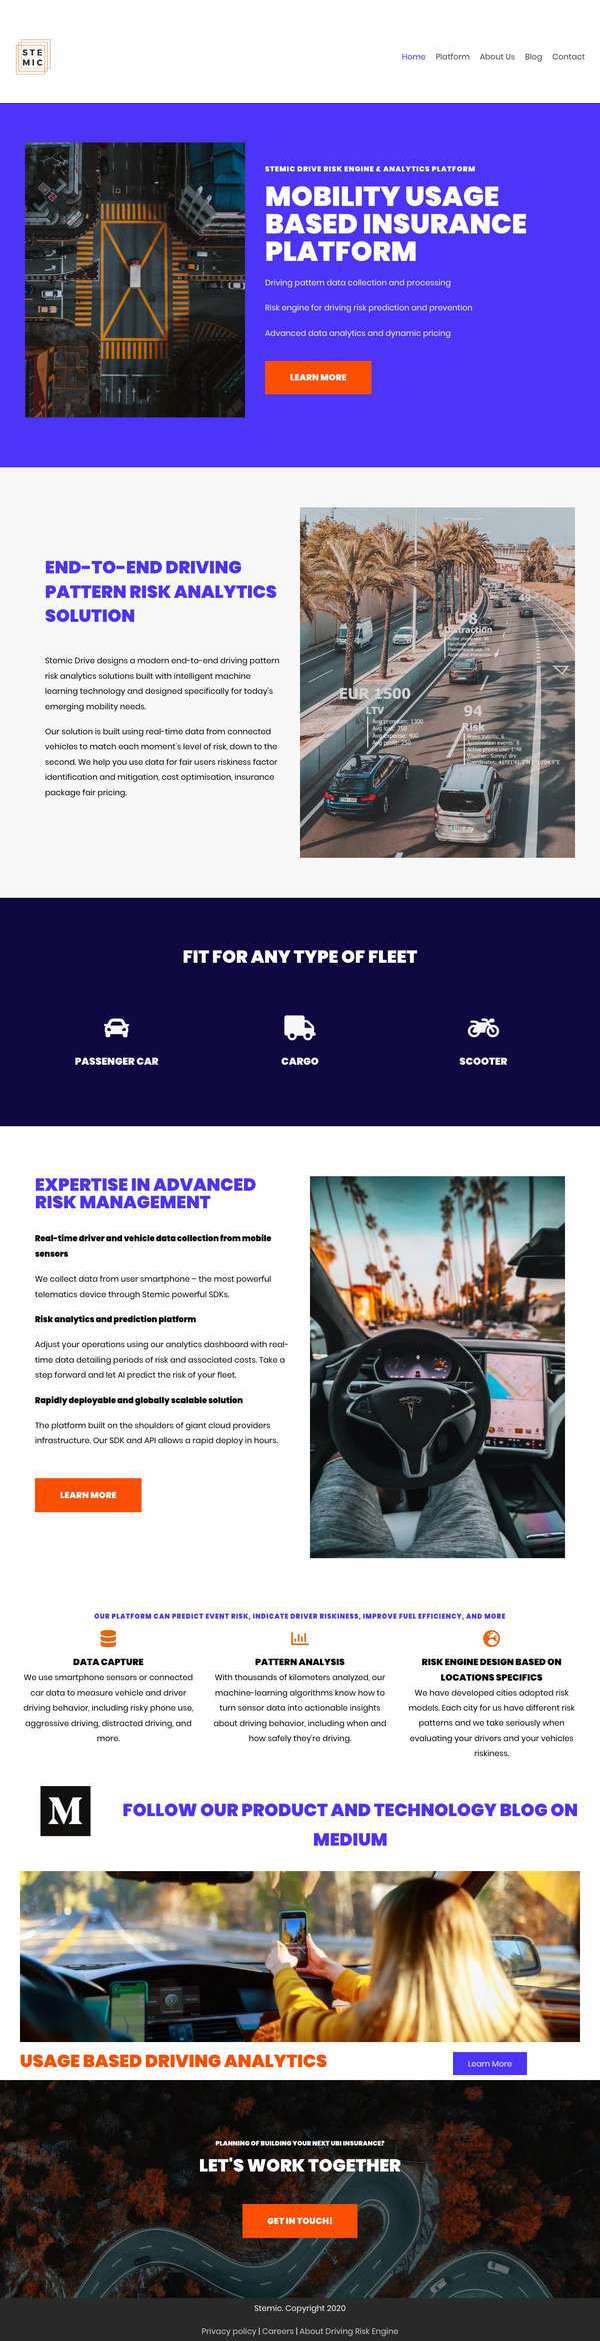 STE
MIC
Home Platform About Us Blog Contact
STEMIC DRIVE RISK ENGINE & ANALYTICS PLATFORM
MOBILITY USAGE
BASED INSURANCE
PLATFORM
Driving pattern data collection and processing
Risk engine for driving risk prediction and prevention
Advanced data analytics and dynamic pricing
LEARN MORE
END-TO-END DRIVING
PATTERN RISK ANALYTICS
SOLUTION
Stemic Drive designs a modern end-to-end driving pattern
risk analytics solutions built with intelligent machine
learning technology and designed specifically for today's
emerging mobility needs.
Our solution is built using real-time data from connected
vehicles to match each moment's level of risk, down to the
second. We help you use data for fair users riskiness factor
identification and mitigation, cost optimisation, insurance
package fair pricing.
78
Distraction
EUR 1500
LTV
Avg premium: 1300
94
Risk
FIT FOR ANY TYPE OF FLEET
PASSENGER CAR
CARGO
SCOOTER
EXPERTISE IN ADVANCED
RISK MANAGEMENT
Real-time driver and vehicle data collection from mobile
sensors
We collect data from user smartphone – the most powerful
telematics device through Stemic powerful SDKs.
Risk analytics and prediction platform
Adjust your operations using our analytics dashboard with real-
time data detailing periods of risk and associated costs. Take a
step forward and let AI predict the risk of your fleet.
Rapidly deployable and globally scalable solution
The platform built on the shoulders of giant cloud providers
infrastructure. Our SDK and API allows a rapid deploy in hours.
LEARN MORE
OUR PLATFORM CAN PREDICT EVENT RISK, INDICATE DRIVER RISKINESS, IMPROVE FUEL EFFICIENCY, AND MORE
DATA CAPTURE
We use smartphone sensors or connected
car data to measure vehicle and driver
driving behavior, including risky phone use,
aggressive driving, distracted driving, and
more.
PATTERN ANALYSIS
With thousands of kilometers analyzed, our
machine-learning algorithms know how to
turn sensor data into actionable insights
about driving behavior, including when and
how safely they're driving.
RISK ENGINE DESIGN BASED ON
LOCATIONS SPECIFICS
We have developed cities adopted risk
models. Each city for us have different risk
patterns and we take seriously when
evaluating your drivers and your vehicles
riskiness.
M
FOLLOW OUR PRODUCT AND TECHNOLOGY BLOG ON
MEDIUM
USAGE BASED DRIVING ANALYTICS
Learn More
PLANNING OF BUILDING YOUR NEXT UBI INSURANCE?
LET'S WORK TOGETHER
GET IN TOUCH!
Stemic. Copyright 2020
Privacy policy | Careers | About Driving Risk Engine